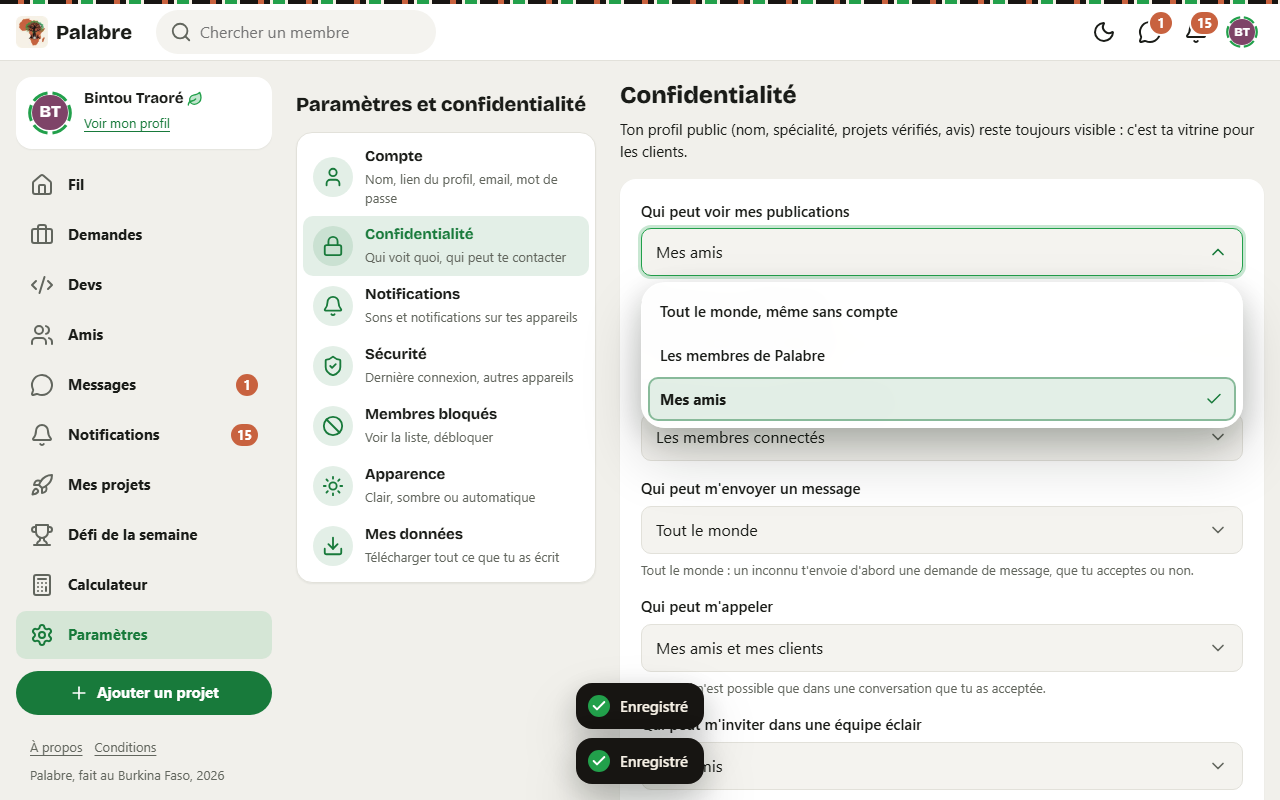 Palabre
Chercher un membre
1
15
BT
BT
Bintou Traoré
Voir mon profil
Fil
Demandes
Devs
Amis
Messages
1
Notifications
15
Mes projets
Défi de la semaine
Calculateur
Paramètres
Ajouter un projet
À propos
Conditions
Palabre, fait au Burkina Faso, 2026
Paramètres et confidentialité
Compte
Nom, lien du profil, email, mot de
passe
Confidentialité
Qui voit quoi, qui peut te contacter
Notifications
Sons et notifications sur tes appareils
Sécurité
Dernière connexion, autres appareils
Membres bloqués
Voir la liste, débloquer
Apparence
Clair, sombre ou automatique
Mes données
Télécharger tout ce que tu as écrit
Confidentialité
Ton profil public (nom, spécialité, projets vérifiés, avis) reste toujours visible : c'est ta vitrine pour
les clients.
Qui peut voir mes publications
Mes amis
Tout le monde, même sans compte
Les membres de Palabre
Mes amis
Les membres connectés
Qui peut m'envoyer un message
Tout le monde
Tout le monde : un inconnu t'envoie d'abord une demande de message, que tu acceptes ou non.
Qui peut m'appeler
Mes amis et mes clients
n'est possible que dans une conversation que tu as acceptée.
m'inviter dans une équipe éclair
Enregistré
Enregistré